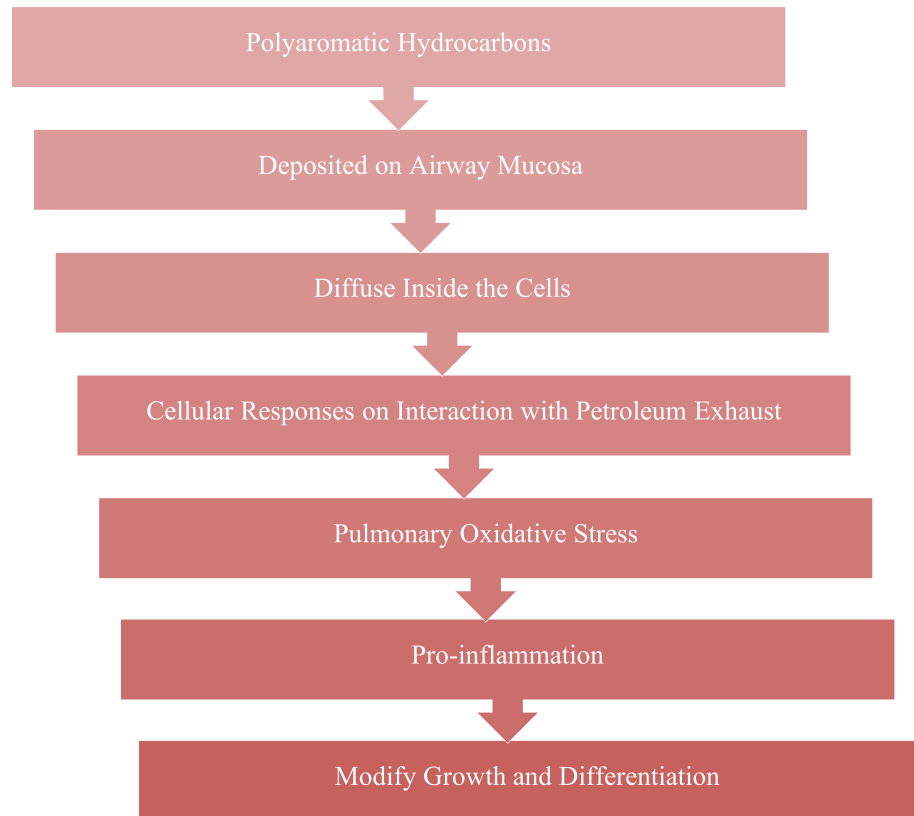 Polyaromatic Hydrocarbons
Deposited on Airway Mucosa
Diffuse Inside the Cells
Cellular Responses on Interaction with Petroleum Exhaust
Pulmonary Oxidative Stress
Pro-inflammation
Modify Growth and Differentiation